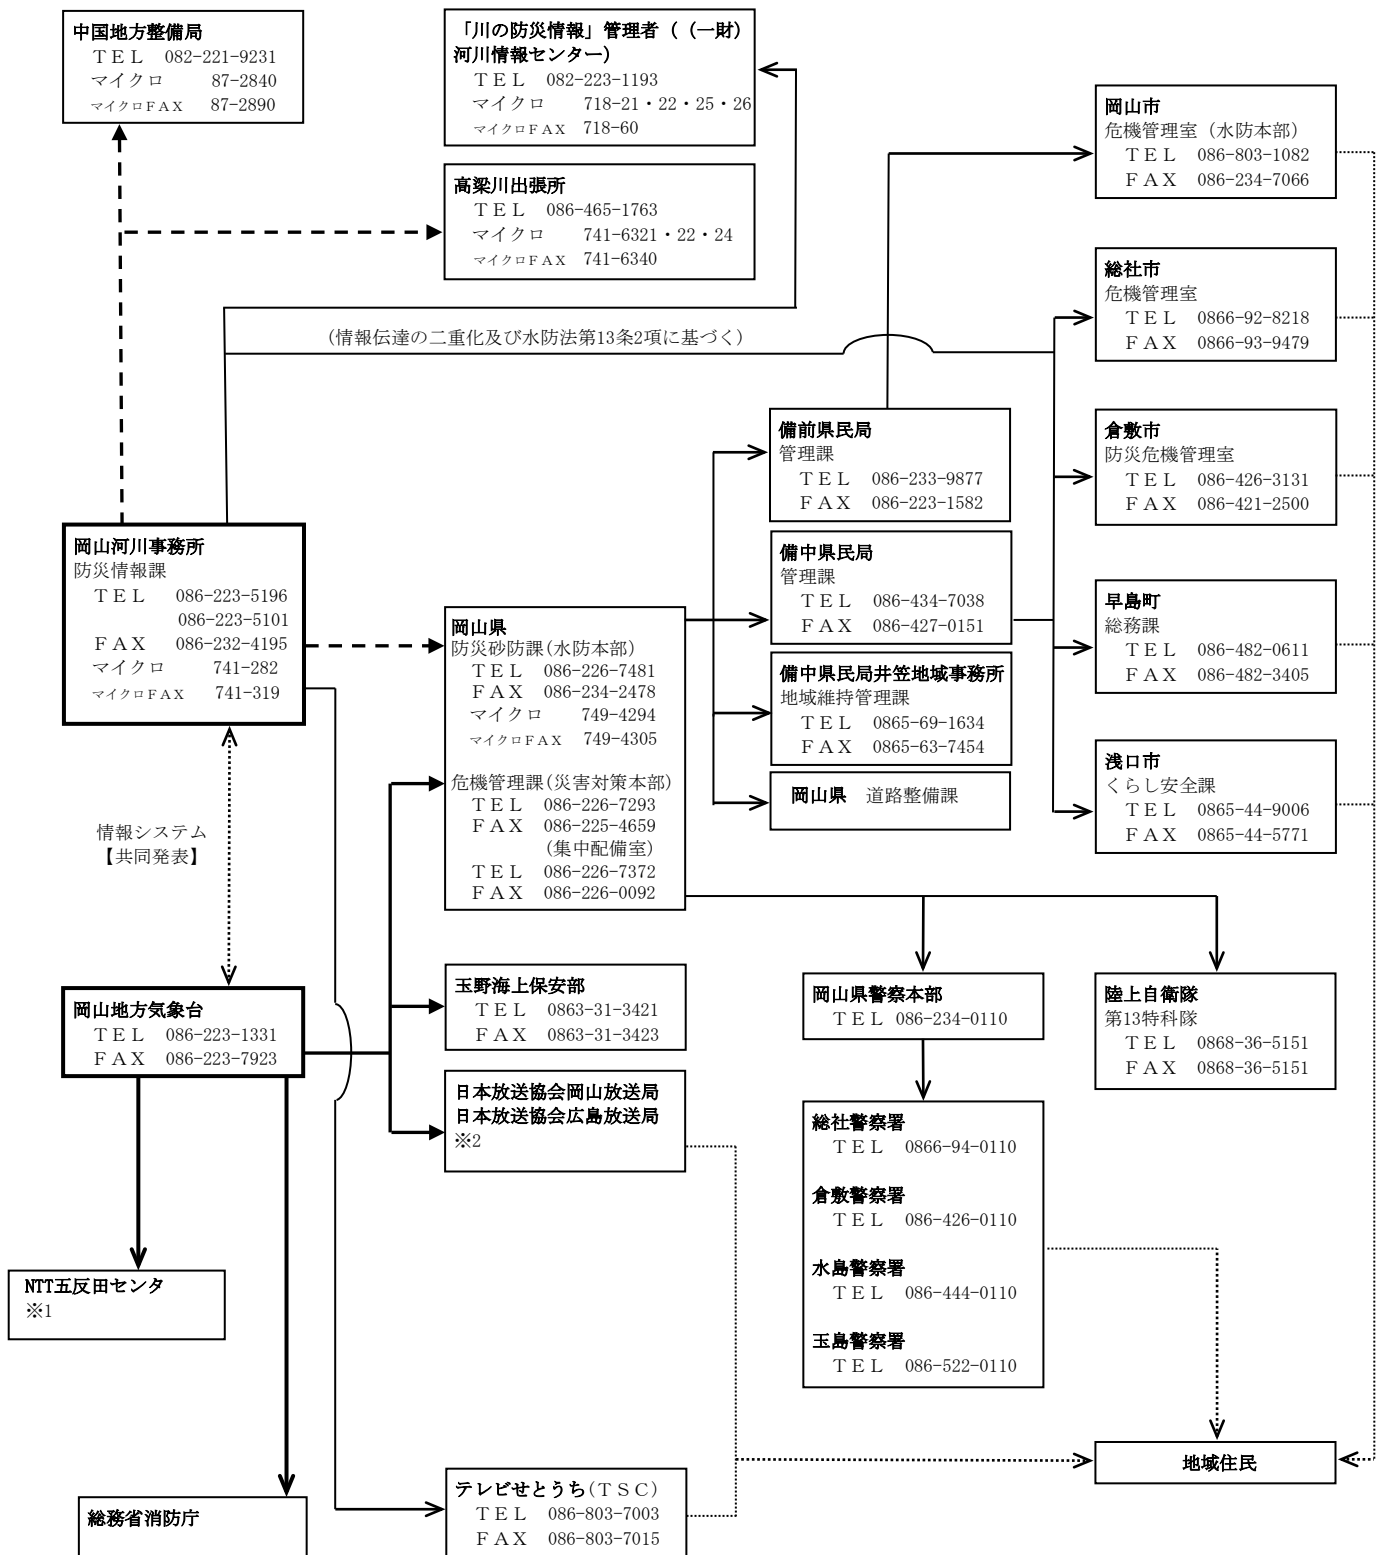 中国地方整備局
ＴＥＬ 082-221-9231
マイクロ 87-2840
マイクロFAX 87-2890
「川の防災情報」管理者（（一財）
河川情報センター）
ＴＥＬ 082-223-1193
マイクロ 718-21・22・25・26
マイクロFAX 718-60
高梁川出張所
ＴＥＬ 086-465-1763
マイクロ 741-6321・22・24
マイクロFAX 741-6340
（情報伝達の二重化及び水防法第13条2項に基づく）
岡山市
危機管理室（水防本部）
ＴＥＬ 086-803-1082
ＦＡＸ 086-234-7066
総社市
危機管理室
ＴＥＬ 0866-92-8218
ＦＡＸ 0866-93-9479
倉敷市
防災危機管理室
ＴＥＬ 086-426-3131
ＦＡＸ 086-421-2500
早島町
総務課
ＴＥＬ 086-482-0611
ＦＡＸ 086-482-3405
浅口市
くらし安全課
ＴＥＬ 0865-44-9006
ＦＡＸ 0865-44-5771
備前県民局
管理課
ＴＥＬ 086-233-9877
ＦＡＸ 086-223-1582
備中県民局
管理課
ＴＥＬ 086-434-7038
ＦＡＸ 086-427-0151
備中県民局井笠地域事務所
地域維持管理課
ＴＥＬ 0865-69-1634
ＦＡＸ 0865-63-7454
岡山県 道路整備課
岡山河川事務所
防災情報課
ＴＥＬ 086-223-5196
086-223-5101
ＦＡＸ 086-232-4195
マイクロ 741-282
マイクロFAX 741-319
岡山県
防災砂防課(水防本部)
ＴＥＬ 086-226-7481
ＦＡＸ 086-234-2478
マイクロ 749-4294
マイクロFAX 749-4305
危機管理課(災害対策本部)
ＴＥＬ 086-226-7293
ＦＡＸ 086-225-4659
(集中配備室)
ＴＥＬ 086-226-7372
ＦＡＸ 086-226-0092
情報システム
【共同発表】
岡山地方気象台
ＴＥＬ 086-223-1331
ＦＡＸ 086-223-7923
玉野海上保安部
ＴＥＬ 0863-31-3421
ＦＡＸ 0863-31-3423
日本放送協会岡山放送局
日本放送協会広島放送局
※2
岡山県警察本部
ＴＥＬ 086-234-0110
陸上自衛隊
第13特科隊
ＴＥＬ 0868-36-5151
ＦＡＸ 0868-36-5151
総社警察署
ＴＥＬ 0866-94-0110
倉敷警察署
ＴＥＬ 086-426-0110
水島警察署
ＴＥＬ 086-444-0110
玉島警察署
ＴＥＬ 086-522-0110
NTT五反田センタ
※1
地域住民
テレビせとうち(ＴＳＣ)
ＴＥＬ 086-803-7003
ＦＡＸ 086-803-7015
総務省消防庁